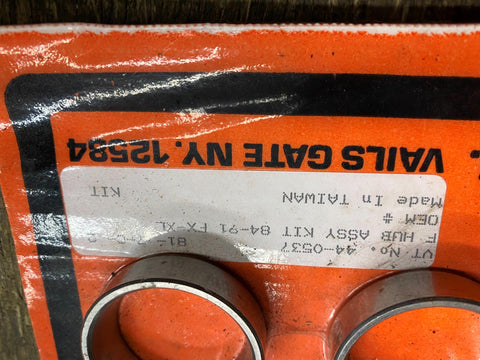 VT No. 44-0537
F HUB ASSY KIT 84-91 FX-XL
OEM #
Made In TAIWAN KIT
VAILS GATE NY. 12584